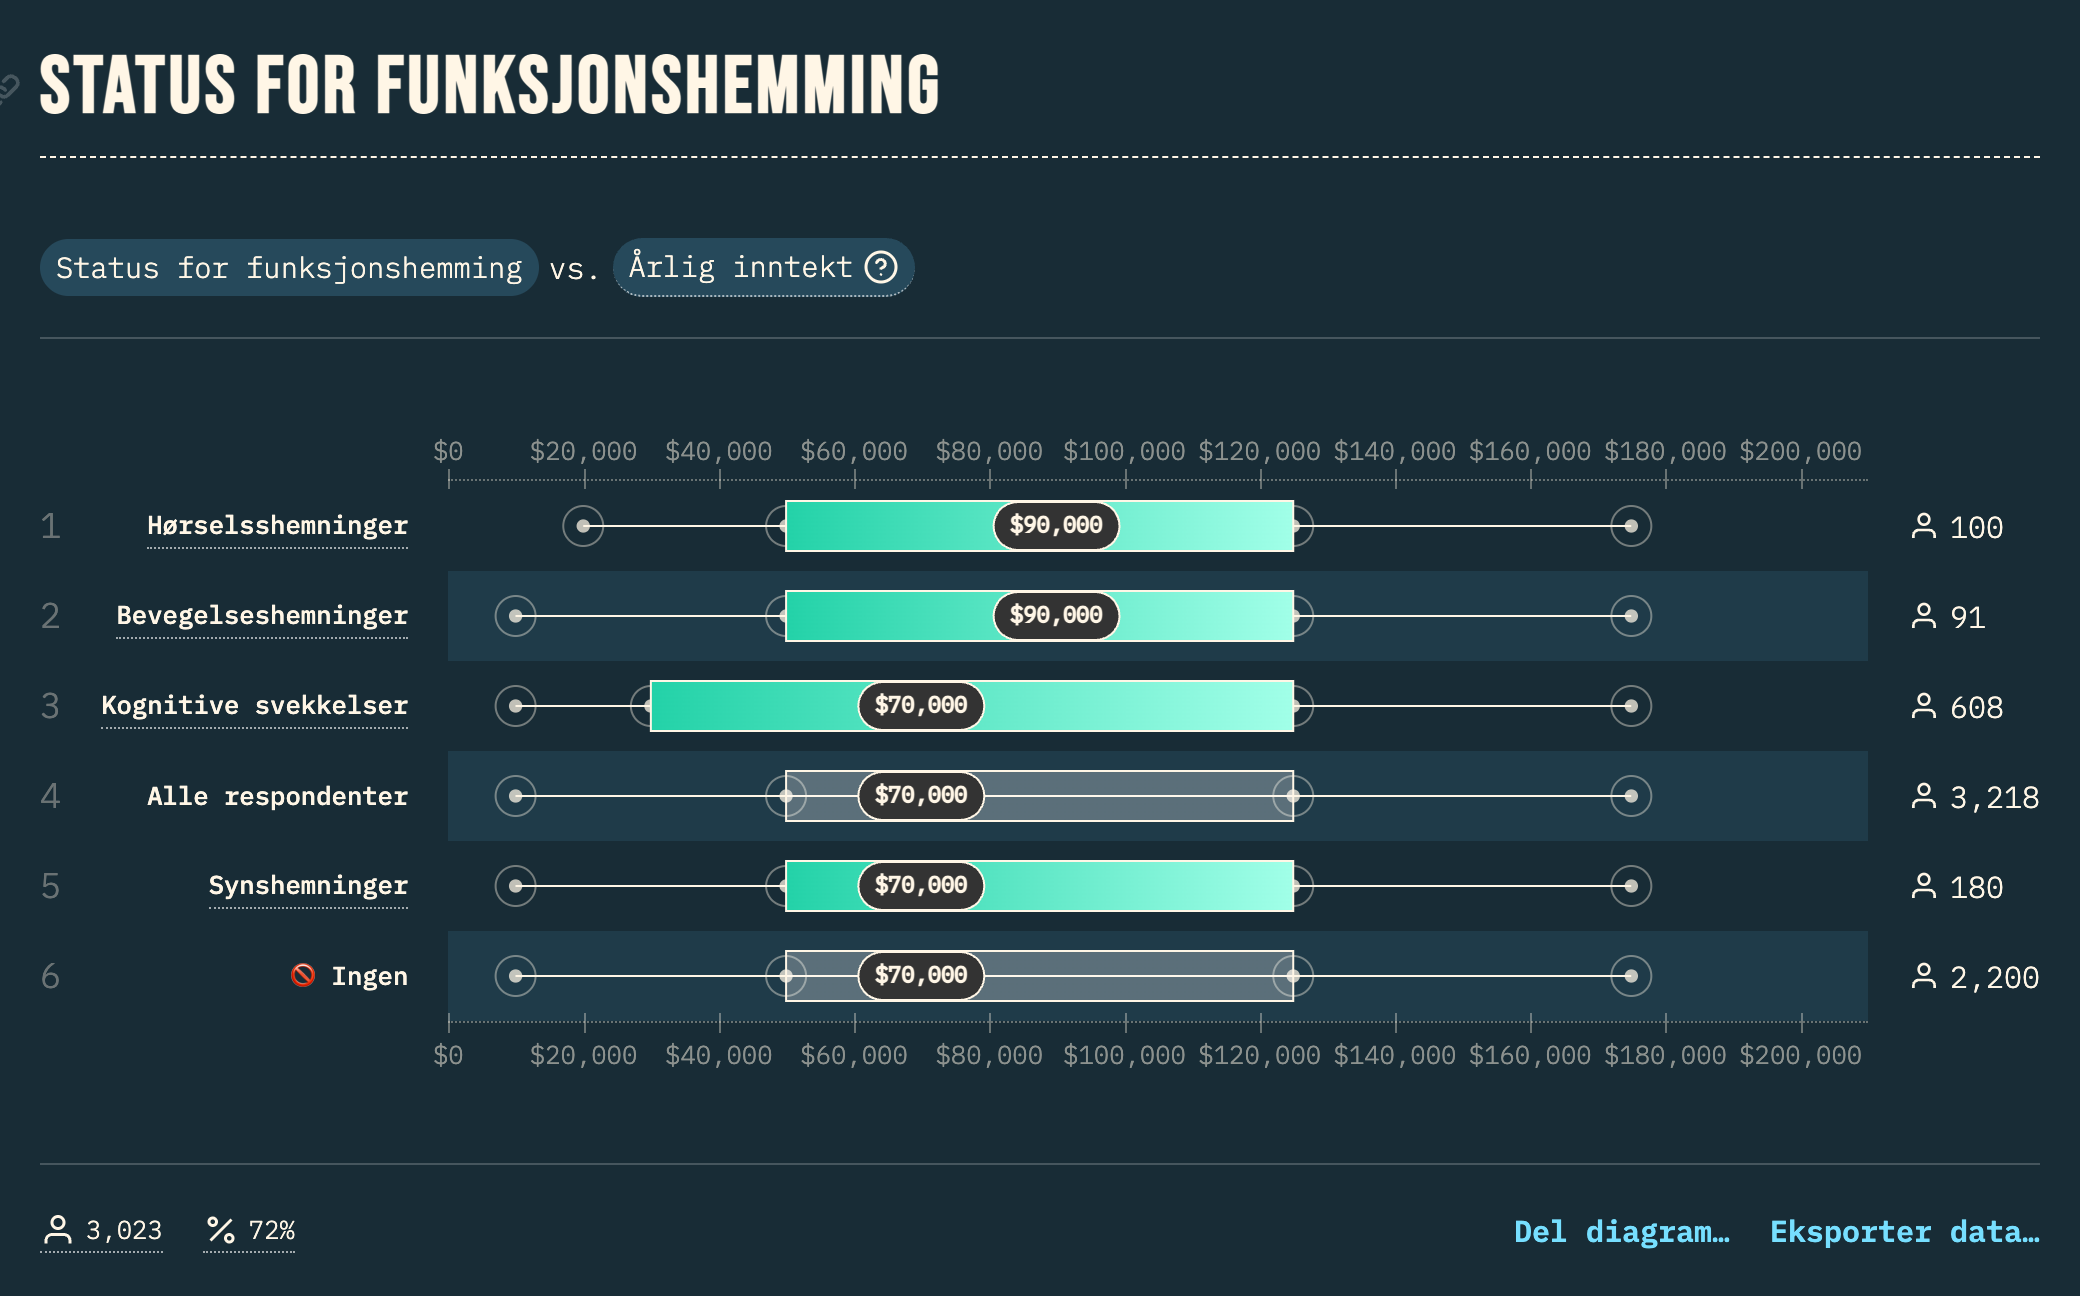 STATUS FOR FUNKSJONSHEMMING
Status for funksjonshemming vs. Årlig inntekt ?
$0 $20,000 $40,000 $60,000 $80,000 $100,000 $120,000 $140,000 $160,000 $180,000 $200,000
1 Hørselsshemninger $90,000 100
2 Bevegelseshemninger $90,000 91
3 Kognitive svekkelser $70,000 608
4 Alle respondenter $70,000 3,218
5 Synshemninger $70,000 180
6 Ingen $70,000 2,200
$0 $20,000 $40,000 $60,000 $80,000 $100,000 $120,000 $140,000 $160,000 $180,000 $200,000
3,023 72% Del diagram… Eksporter data…